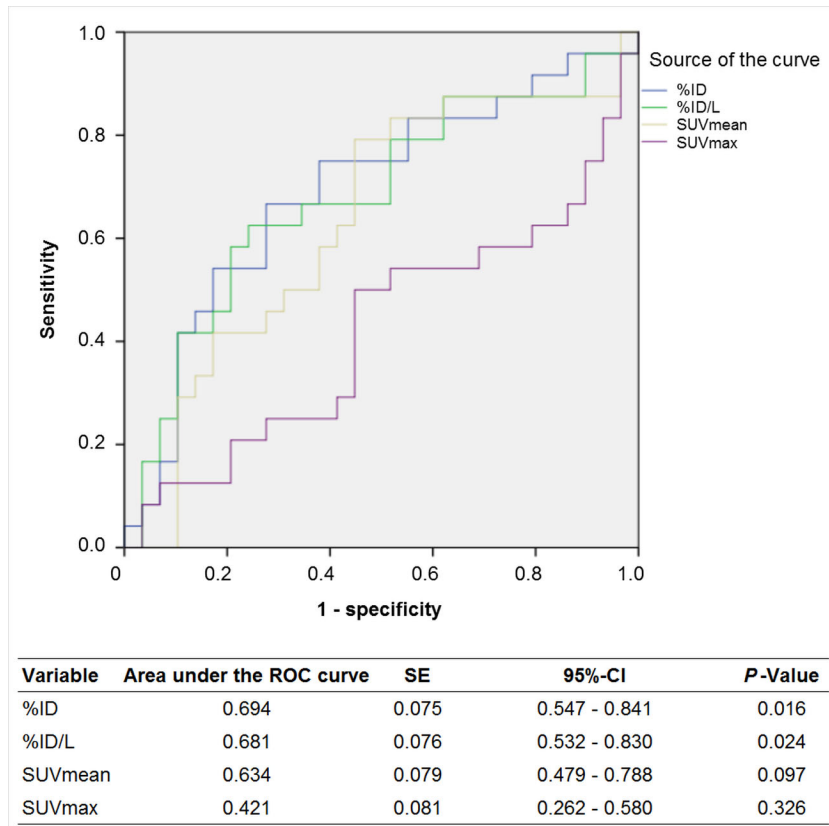 Source of the curve
%ID
%ID/L
SUVmean
SUVmax
1.0
0.8
0.6
0.4
0.2
0.0
Sensitivity
0 0.2 0.4 0.6 0.8 1.0
1 - specificity
Variable Area under the ROC curve SE 95%-CI P-Value
%ID 0.694 0.075 0.547 - 0.841 0.016
%ID/L 0.681 0.076 0.532 - 0.830 0.024
SUVmean 0.634 0.079 0.479 - 0.788 0.097
SUVmax 0.421 0.081 0.262 - 0.580 0.326